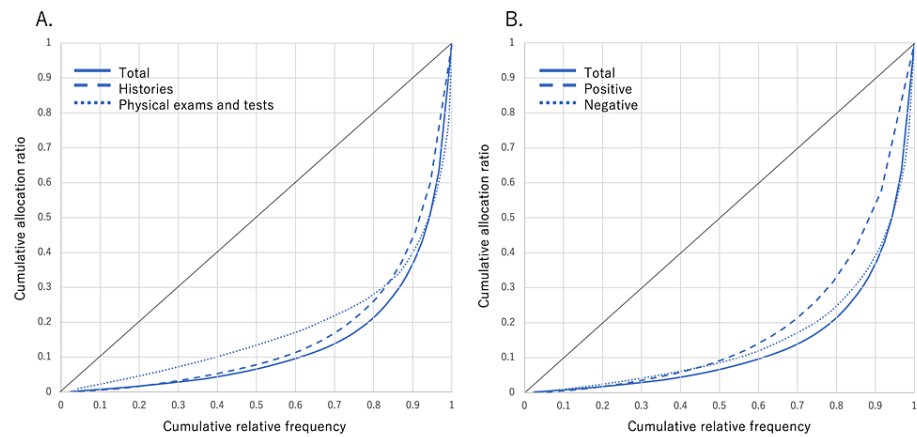 A.
1
0.9
0.8
0.7
0.6
0.5
0.4
0.3
0.2
0.1
0
Cumulative allocation ratio
Total
Histories
Physical exams and tests
0 0.1 0.2 0.3 0.4 0.5 0.6 0.7 0.8 0.9 1
Cumulative relative frequency
B.
1
0.9
0.8
0.7
0.6
0.5
0.4
0.3
0.2
0.1
0
Cumulative allocation ratio
Total
Positive
Negative
0 0.1 0.2 0.3 0.4 0.5 0.6 0.7 0.8 0.9 1
Cumulative relative frequency